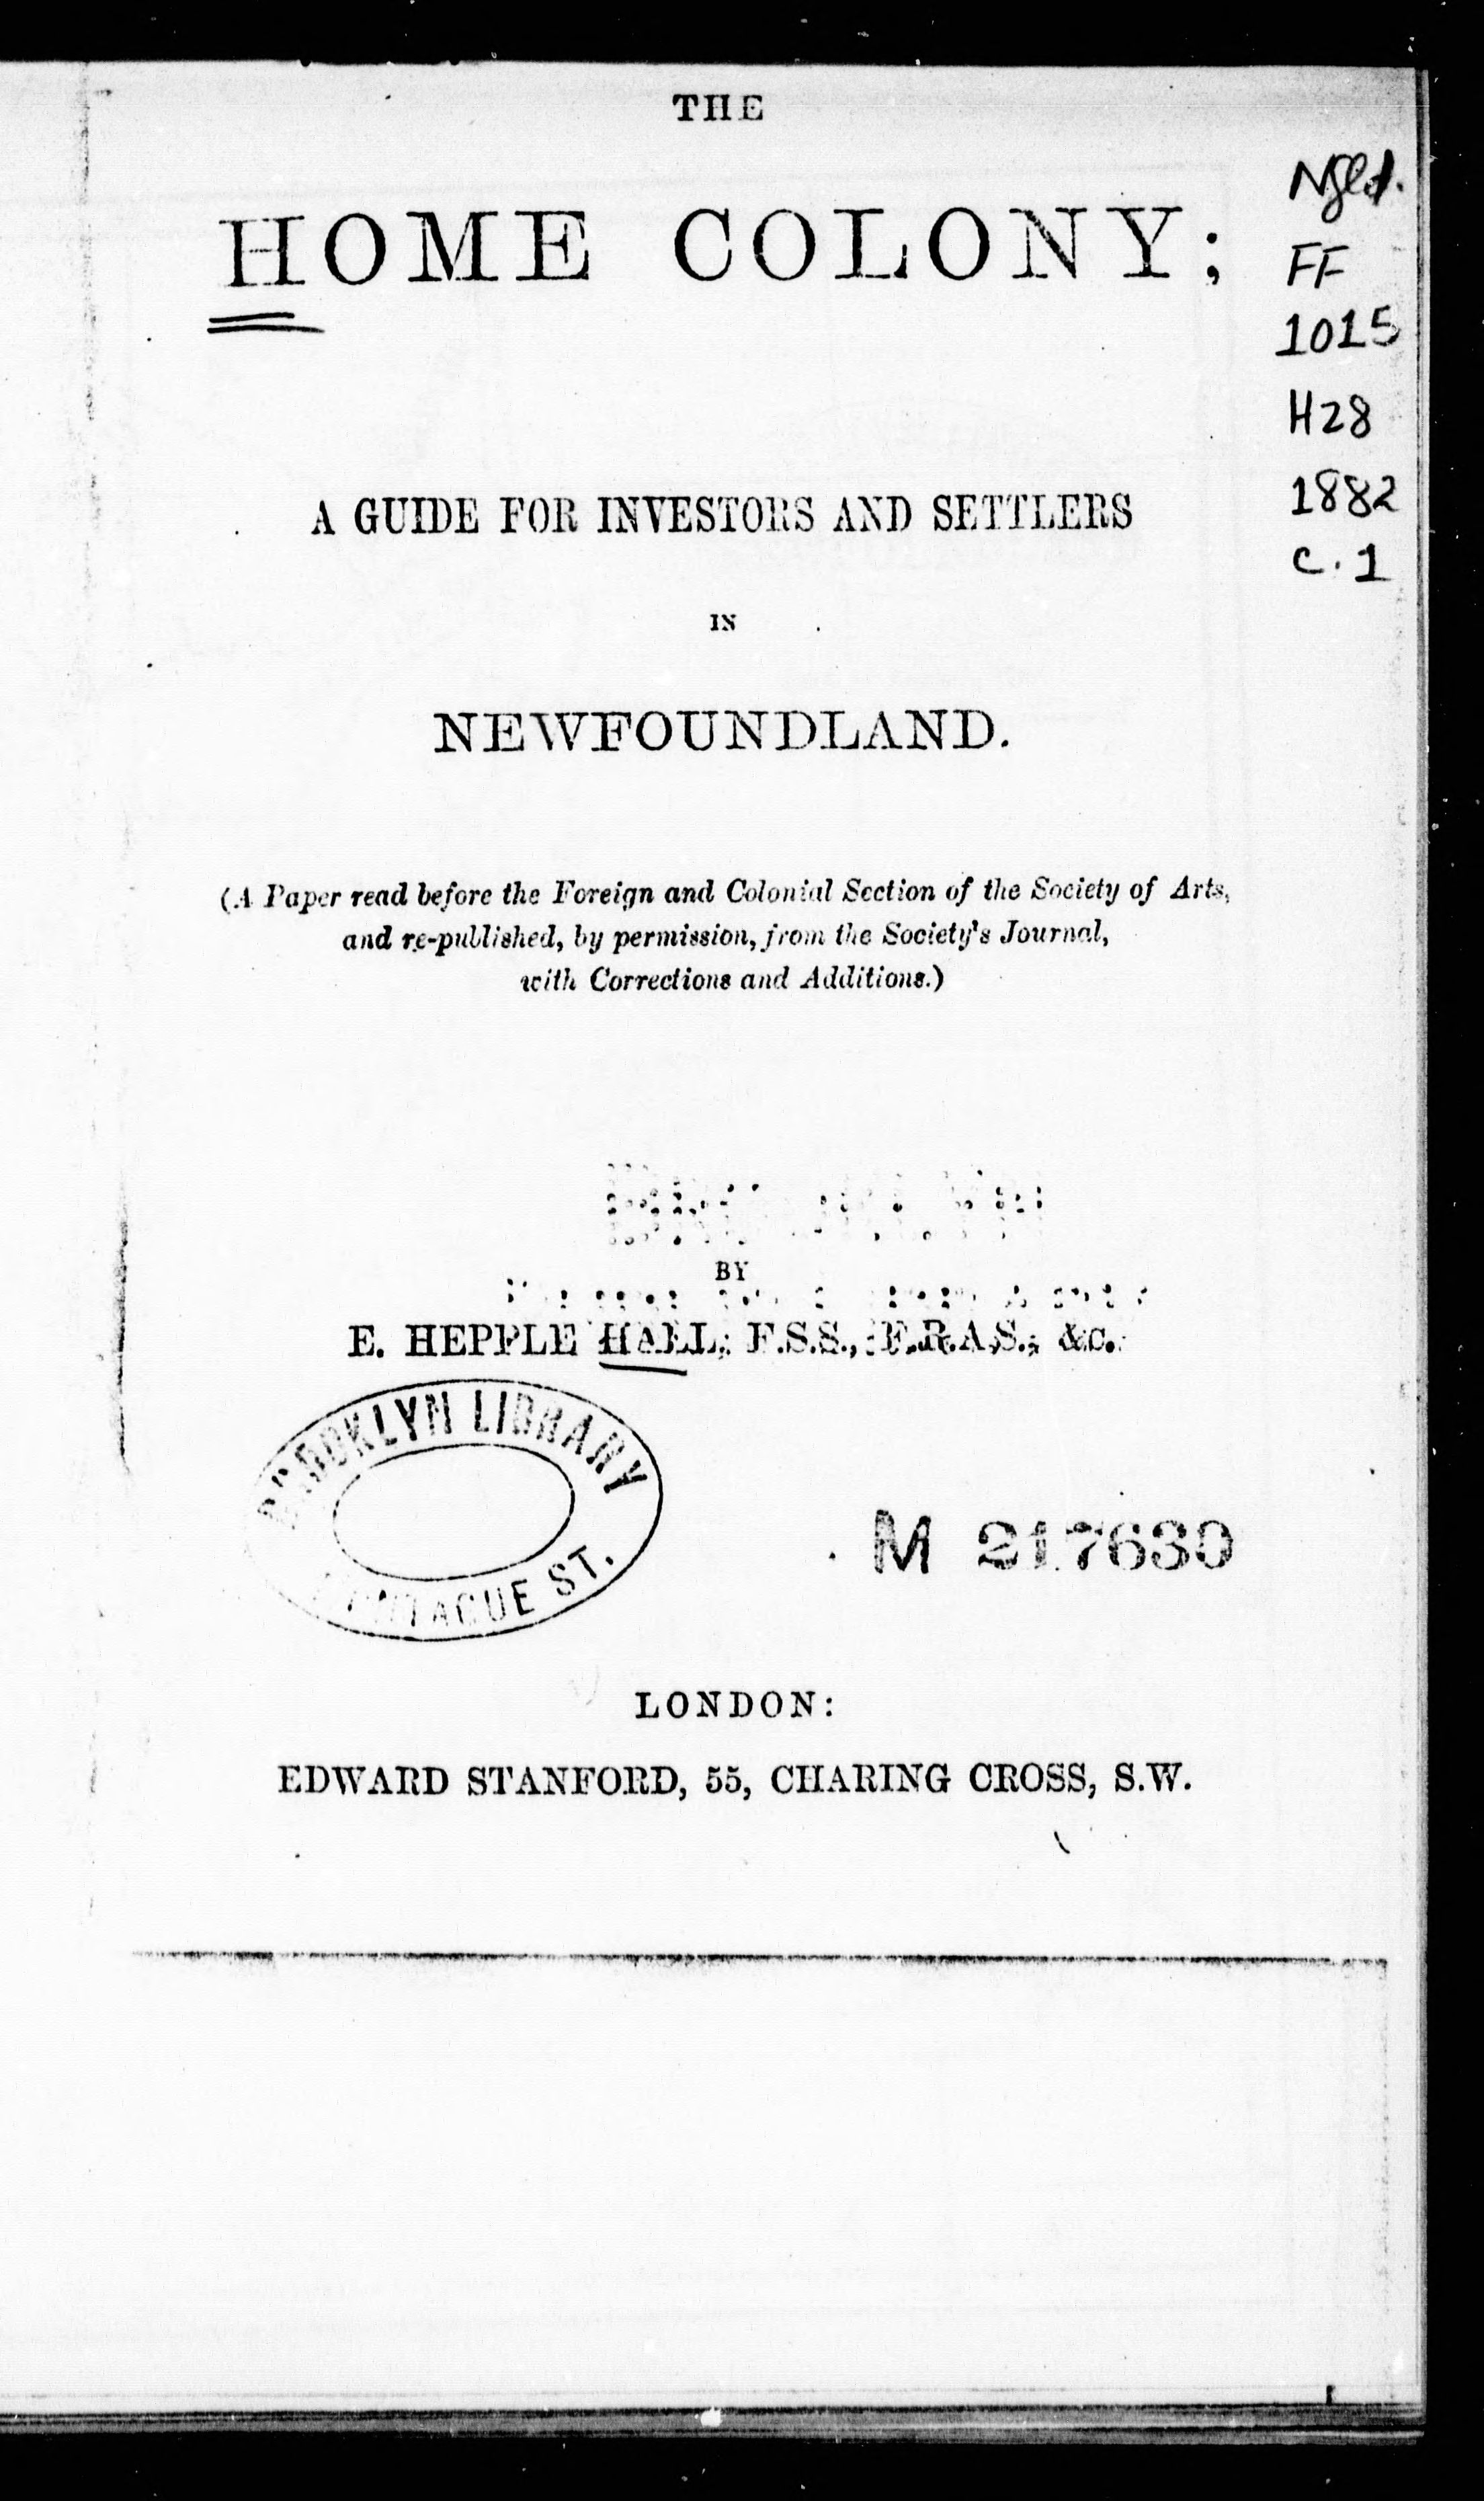 THE
HOME COLONY;
Nfld.
FF
1015
H28
1882
c. 1
A GUIDE FOR INVESTORS AND SETTLERS
IN
NEWFOUNDLAND.
(A Paper read before the Foreign and Colonial Section of the Society of Arts,
and re-published, by permission, from the Society's Journal,
with Corrections and Additions.)
BY
E. HEPPLE HALL, F.S.S., F.R.A.S., &c.
BROOKLYN LIBRARY
ST.
M 217630
LONDON:
EDWARD STANFORD, 55, CHARING CROSS, S.W.